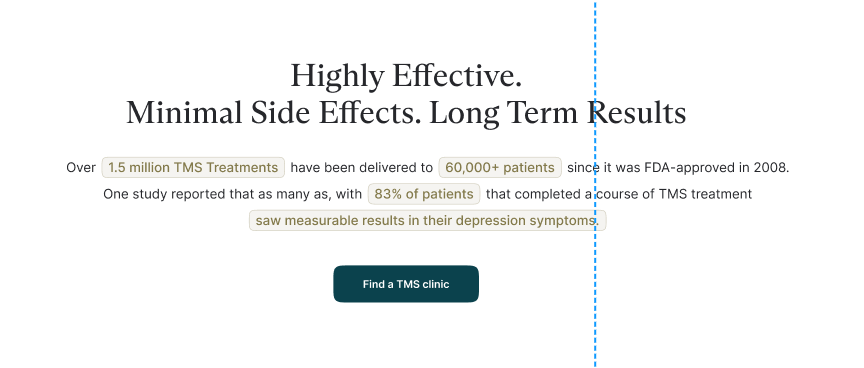 Highly Effective.
Minimal Side Effects. Long Term Results
Over 1.5 million TMS Treatments have been delivered to 60,000+ patients since it was FDA-approved in 2008.
One study reported that as many as, with 83% of patients that completed a course of TMS treatment
saw measurable results in their depression symptoms.
Find a TMS clinic